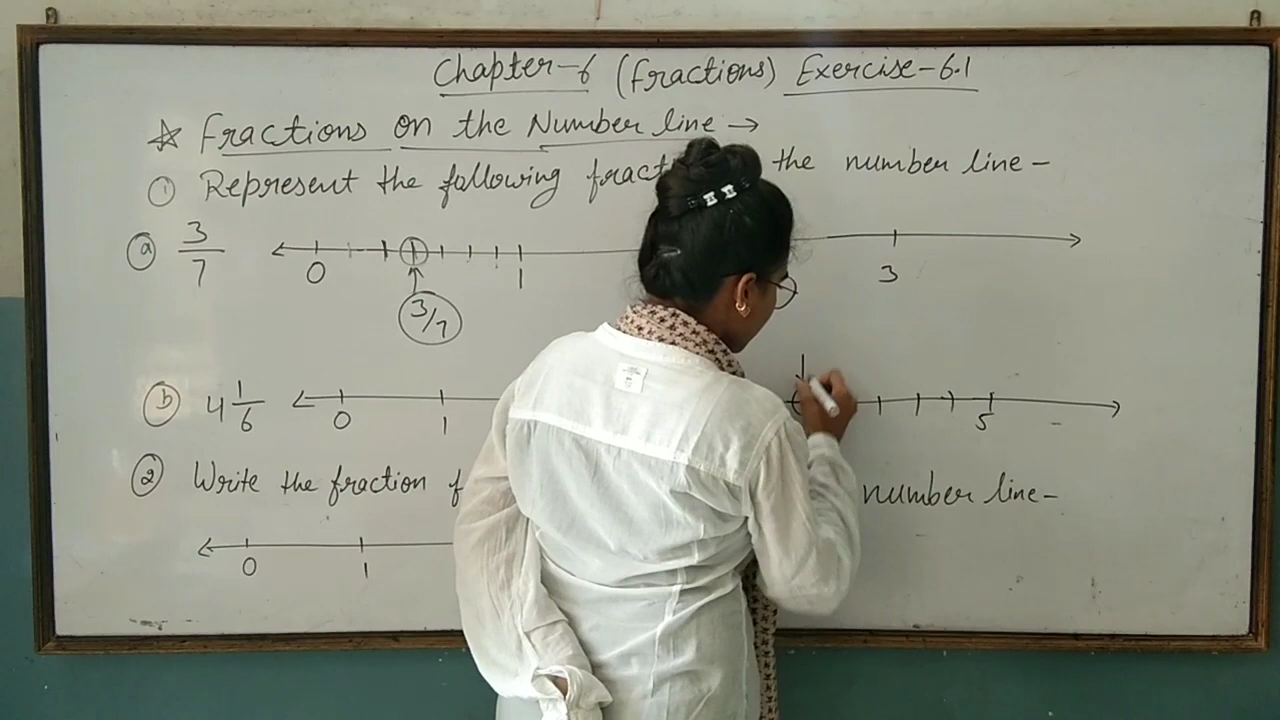 Chapter-6 (Fractions) Exercise-6.1
☆ Fractions on the Number line →
① Represent the following the number line -
ⓐ 3/7
0 1 3
3/7
ⓑ 4 1/6
0 1 5
② Write the fraction number line -
0 1